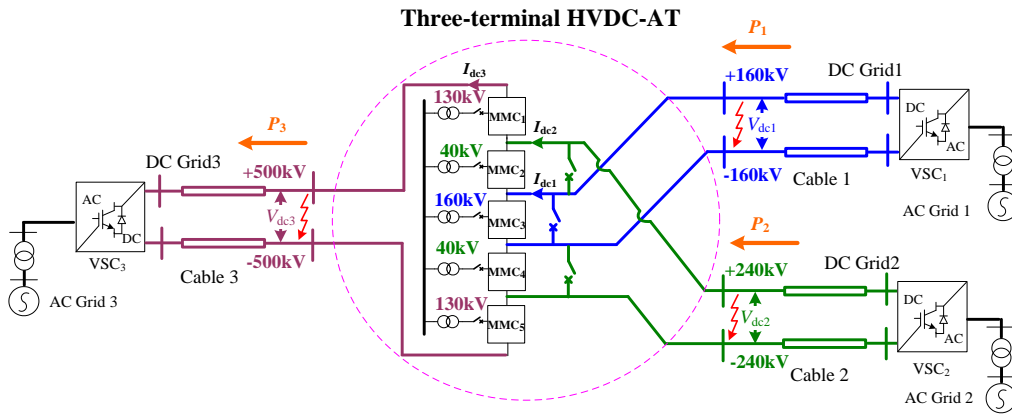 Three-terminal HVDC-AT
P1
+160kV
DC Grid1
DC
AC
Vdc1
-160kV
Cable 1
VSC1
AC Grid 1
Idc3
130kV
MMC1
Idc2
40kV
MMC2
Idc1
160kV
MMC3
40kV
MMC4
130kV
MMC5
P3
DC Grid3
+500kV
AC
DC
Vdc3
-500kV
VSC3
Cable 3
AC Grid 3
P2
+240kV
DC Grid2
DC
AC
Vdc2
-240kV
Cable 2
VSC2
AC Grid 2